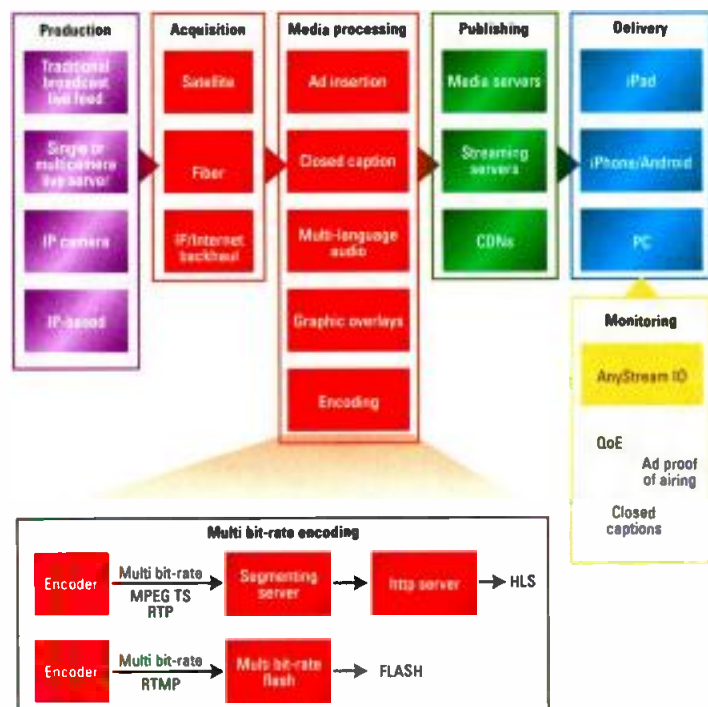 Production
Traditional
broadcast
live feed
Single or
multicamera
live server
IP camera
IP-based
Acquisition
Satellite
Fiber
IF/Internet
backhaul
Media processing
Ad insertion
Closed caption
Multi-language
audio
Graphic overlays
Encoding
Publishing
Media servers
Streaming
servers
CDNs
Delivery
iPad
iPhone/Android
PC
Monitoring
AnyStream IQ
QoE
Ad proof
of airing
Closed
captions
Multi bit-rate encoding
Encoder
Multi bit-rate
MPEG TS
RTP
Segmenting
server
http server
HLS
Encoder
Multi bit-rate
RTMP
Multi bit-rate
flash
FLASH